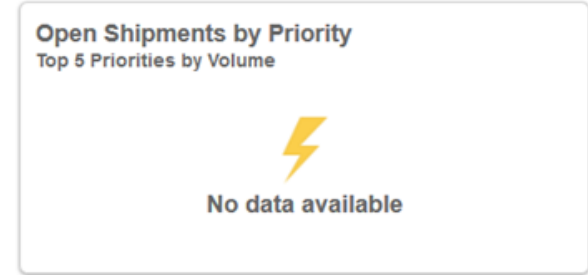 Open Shipments by Priority
Top 5 Priorities by Volume
No data available